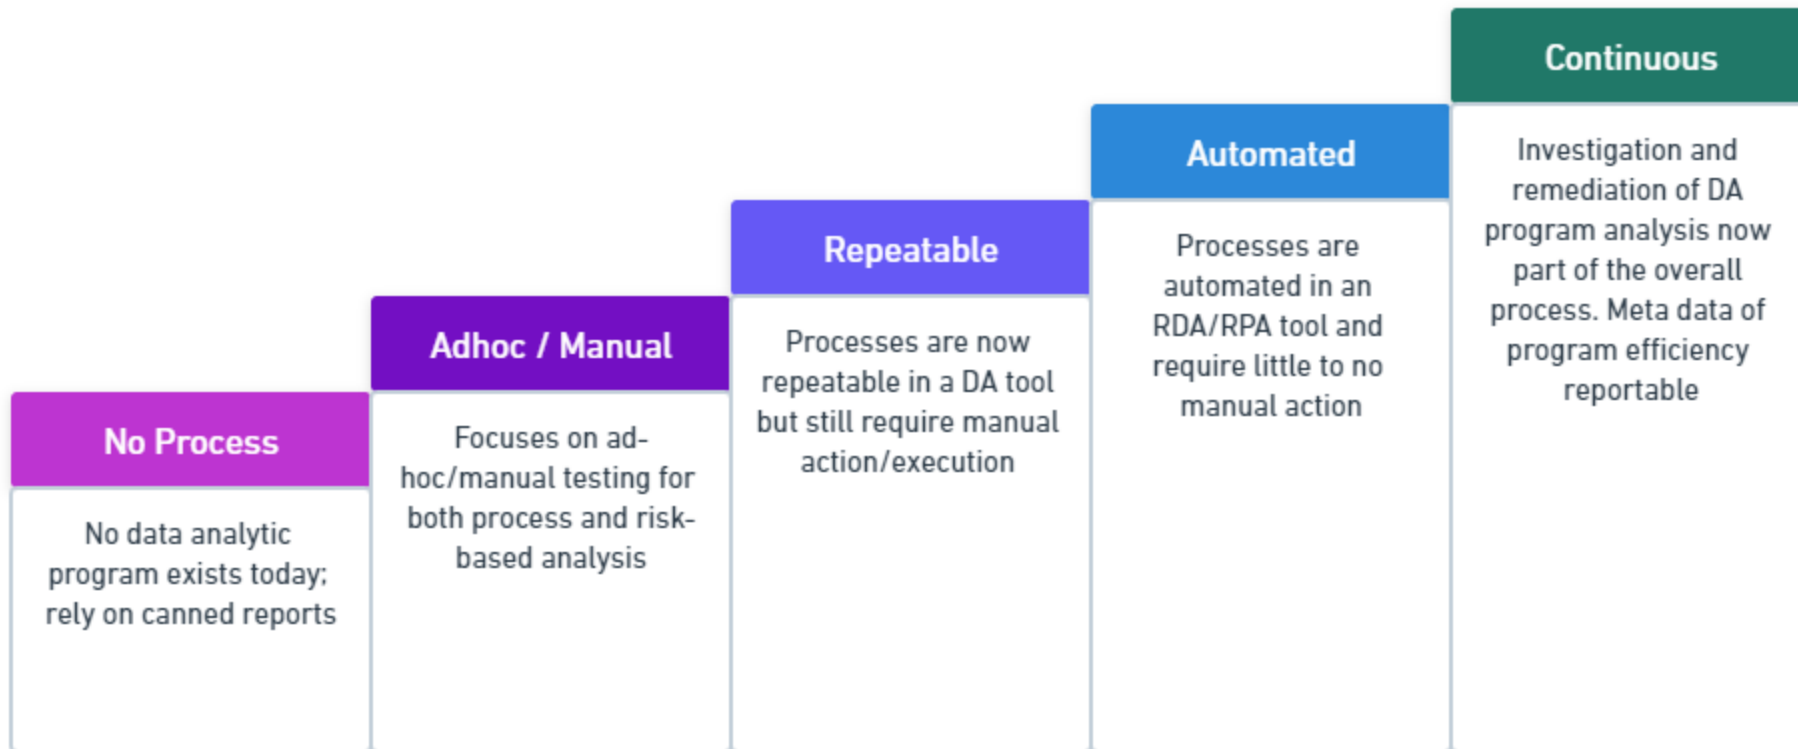 No Process
No data analytic
program exists today;
rely on canned reports
Adhoc / Manual
Focuses on ad-
hoc/manual testing for
both process and risk-
based analysis
Repeatable
Processes are now
repeatable in a DA tool
but still require manual
action/execution
Automated
Processes are
automated in an
RDA/RPA tool and
require little to no
manual action
Continuous
Investigation and
remediation of DA
program analysis now
part of the overall
process. Meta data of
program efficiency
reportable